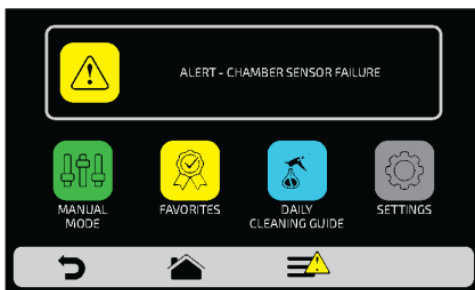 ALERT - CHAMBER SENSOR FAILURE
MANUAL
MODE
FAVORITES
DAILY
CLEANING GUIDE
SETTINGS